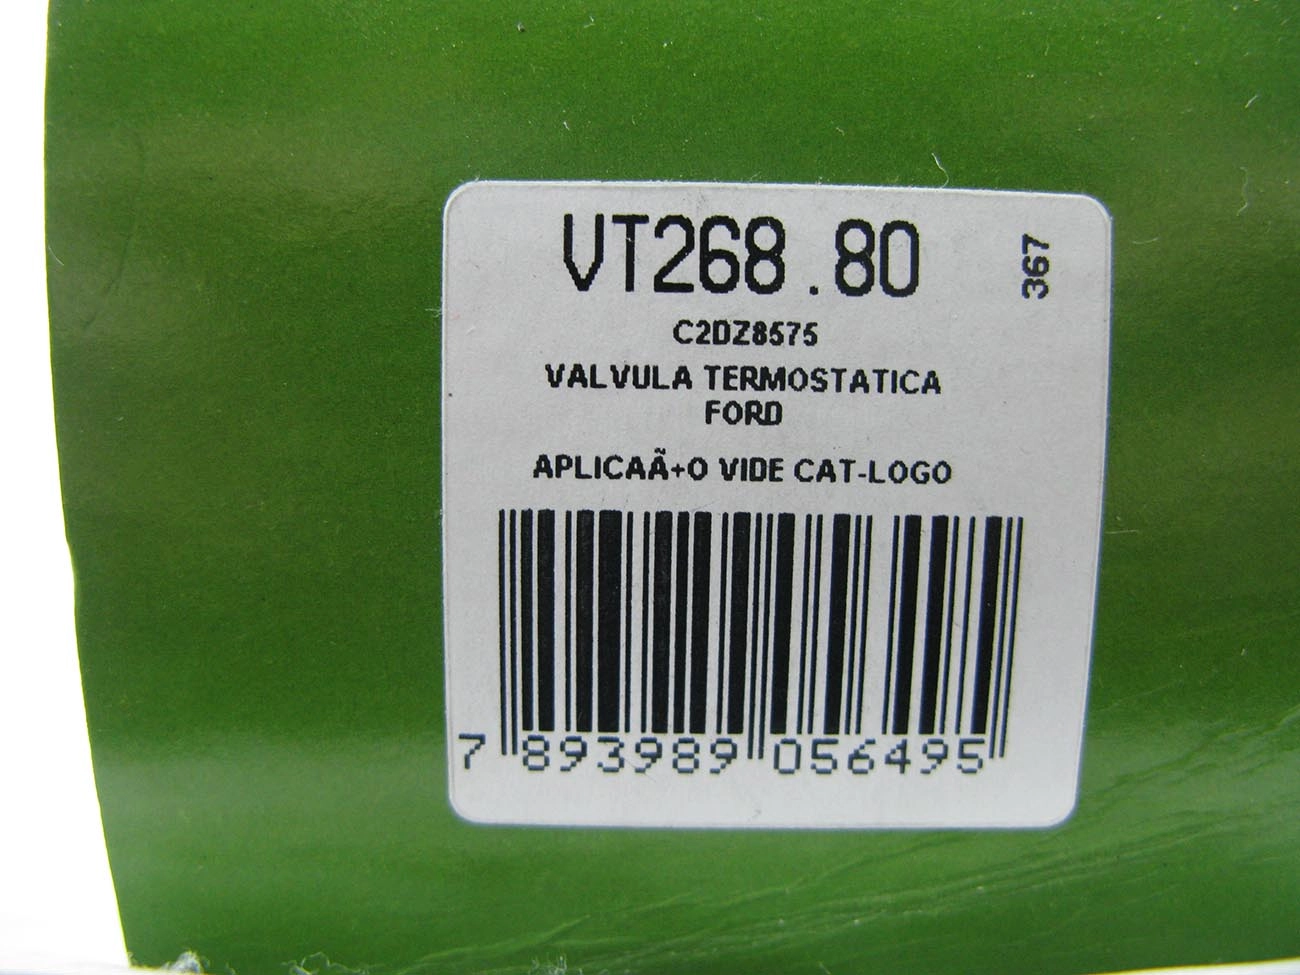 VT268.80
367
C2DZ8575
VALVULA TERMOSTATICA
FORD
APLICAÃ+O VIDE CAT-LOGO
7 893989 056495